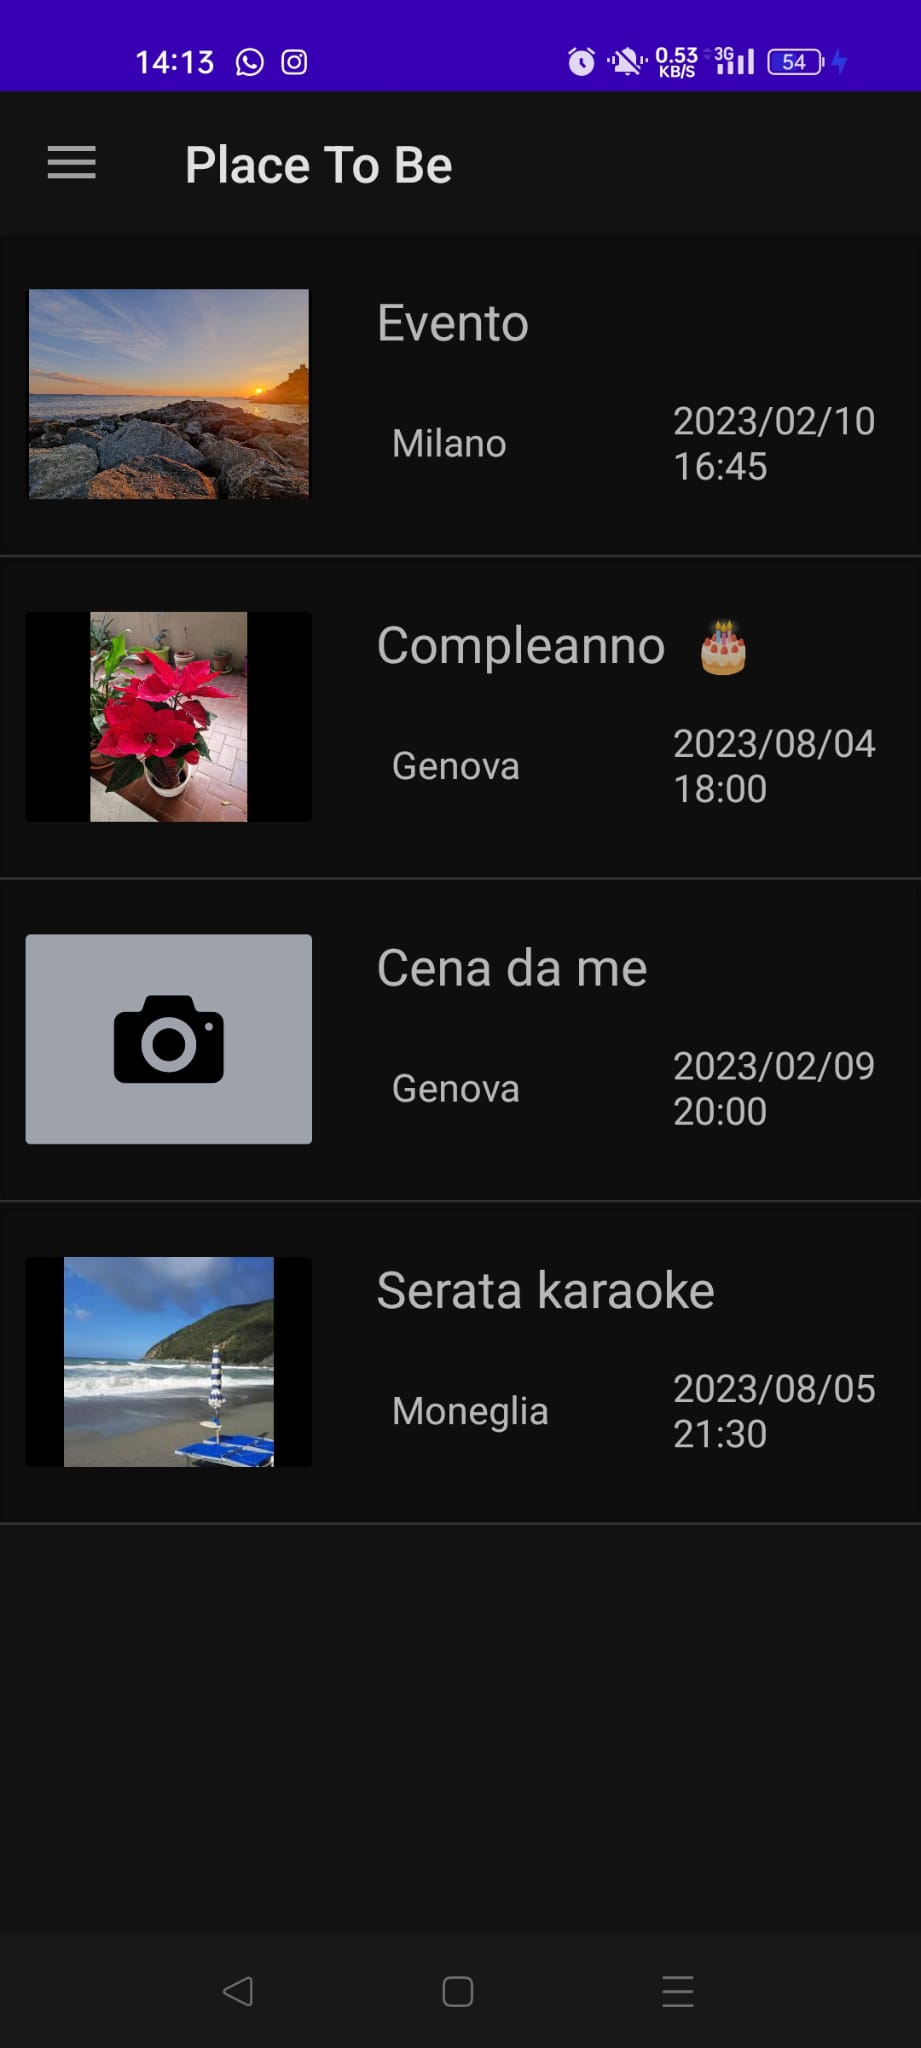 14:13 0.53 KB/S 3G 54
Place To Be
Evento
Milano
2023/02/10
16:45
Compleanno 🎂
Genova
2023/08/04
18:00
Cena da me
Genova
2023/02/09
20:00
Serata karaoke
Moneglia
2023/08/05
21:30